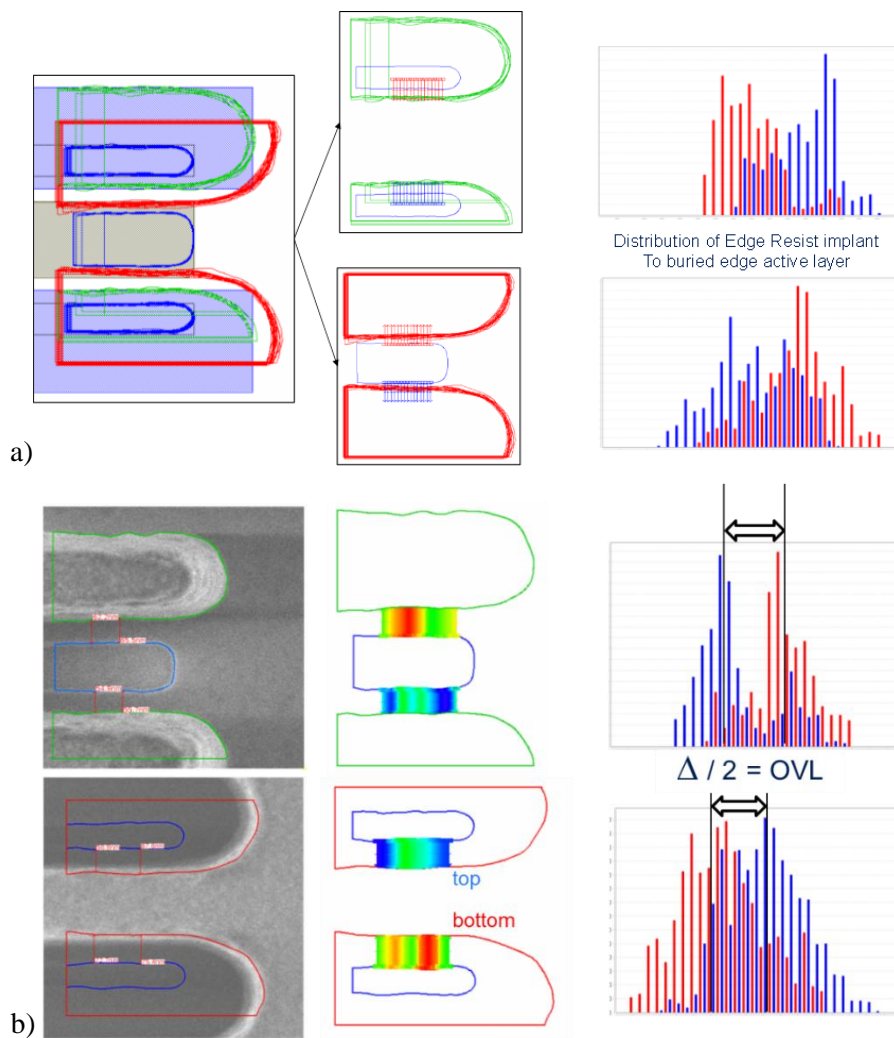 Distribution of Edge Resist implant
To buried edge active layer
a)
Δ / 2 = OVL
top
bottom
b)